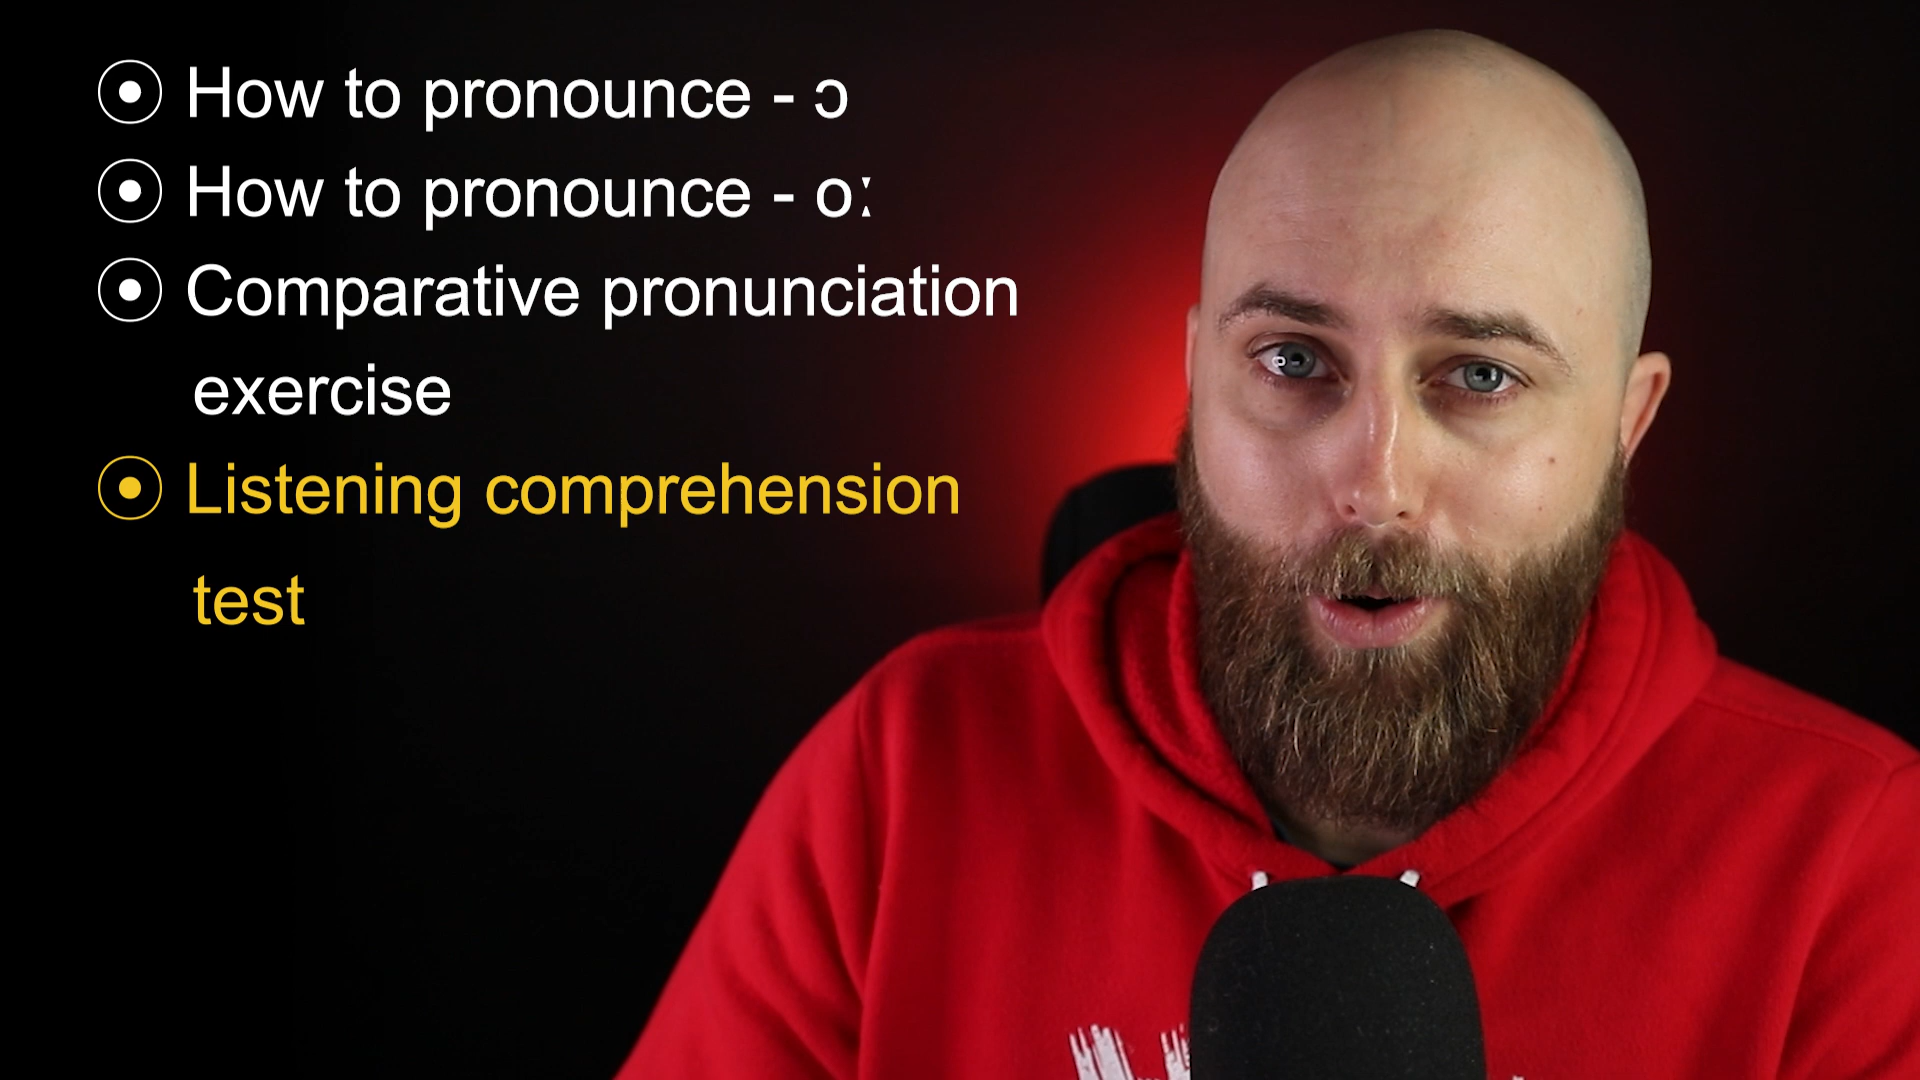 How to pronounce - ɔ
How to pronounce - oː
Comparative pronunciation
exercise
Listening comprehension
test